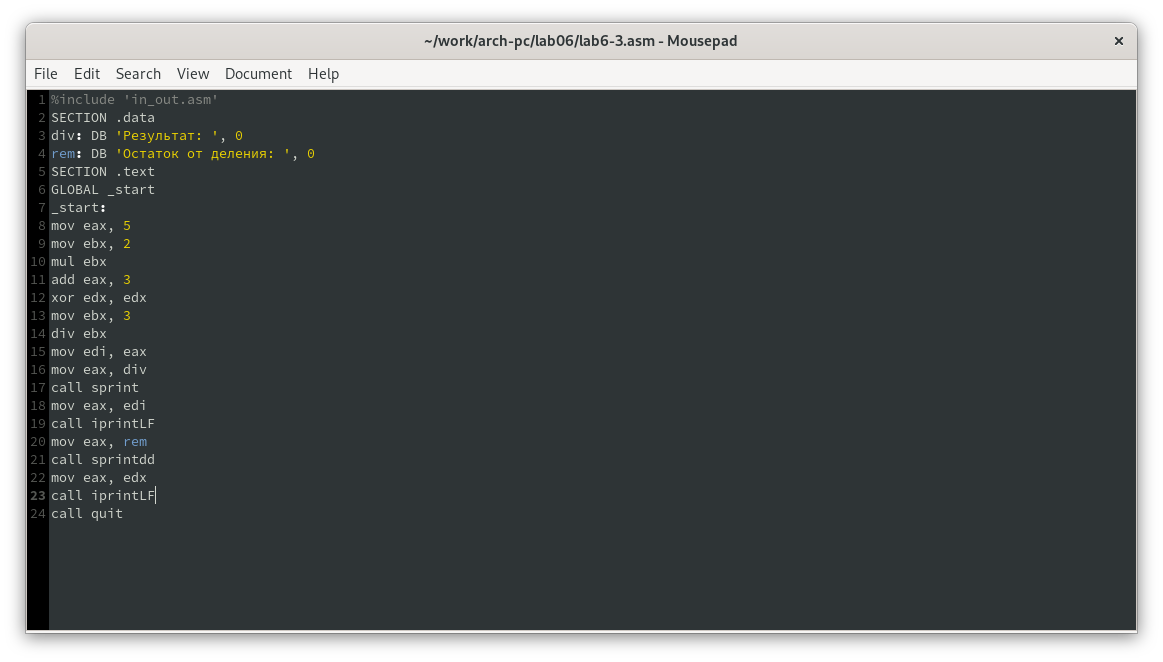 ~/work/arch-pc/lab06/lab6-3.asm - Mousepad
File Edit Search View Document Help
1 %include 'in_out.asm'
2 SECTION .data
3 div: DB 'Результат: ', 0
4 rem: DB 'Остаток от деления: ', 0
5 SECTION .text
6 GLOBAL _start
7 _start:
8 mov eax, 5
9 mov ebx, 2
10 mul ebx
11 add eax, 3
12 xor edx, edx
13 mov ebx, 3
14 div ebx
15 mov edi, eax
16 mov eax, div
17 call sprint
18 mov eax, edi
19 call iprintLF
20 mov eax, rem
21 call sprintdd
22 mov eax, edx
23 call iprintLF
24 call quit